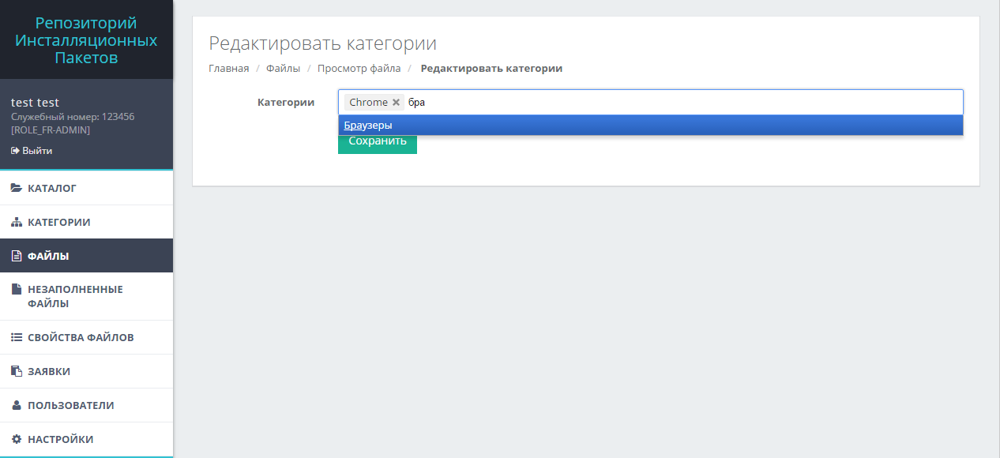 Репозиторий
Инсталляционных
Пакетов
test test
Служебный номер: 123456
[ROLE_FR-ADMIN]
Выйти
КАТАЛОГ
КАТЕГОРИИ
ФАЙЛЫ
НЕЗАПОЛНЕННЫЕ
ФАЙЛЫ
СВОЙСТВА ФАЙЛОВ
ЗАЯВКИ
ПОЛЬЗОВАТЕЛИ
НАСТРОЙКИ
Редактировать категории
Главная / Файлы / Просмотр файла / Редактировать категории
Категории Chrome × бра
Браузеры
Сохранить